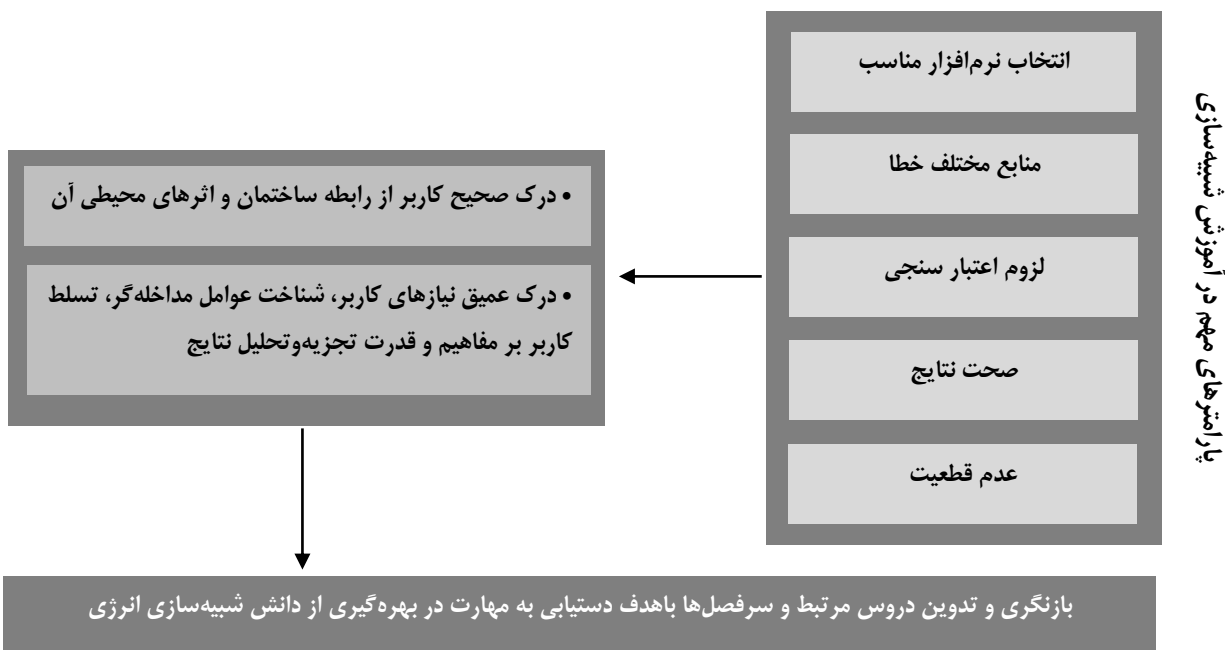 پارامترهای مهم در آموزش شبیه‌سازی
انتخاب نرم‌افزار مناسب
منابع مختلف خطا
لزوم اعتبار سنجی
صحت نتایج
عدم قطعیت
• درک صحیح کاربر از رابطه ساختمان و اثرهای محیطی آن
• درک عمیق نیازهای کاربر، شناخت عوامل مداخله‌گر، تسلط
کاربر بر مفاهیم و قدرت تجزیه‌وتحلیل نتایج
بازنگری و تدوین دروس مرتبط و سرفصل‌ها باهدف دستیابی به مهارت در بهره‌گیری از دانش شبیه‌سازی انرژی